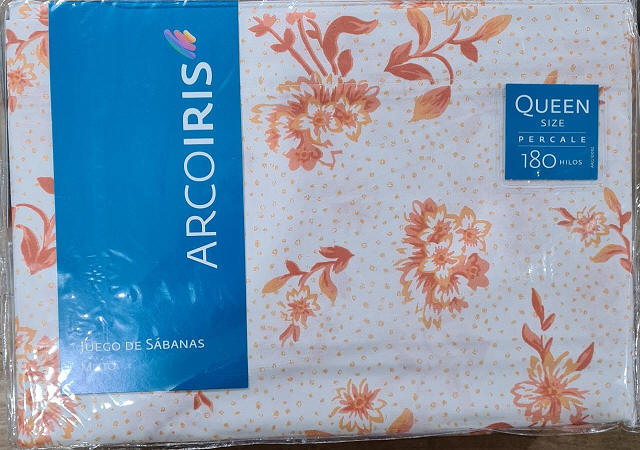 ARCOIRIS
JUEGO DE SÁBANAS
QUEEN
SIZE
PERCALE
180 HILOS